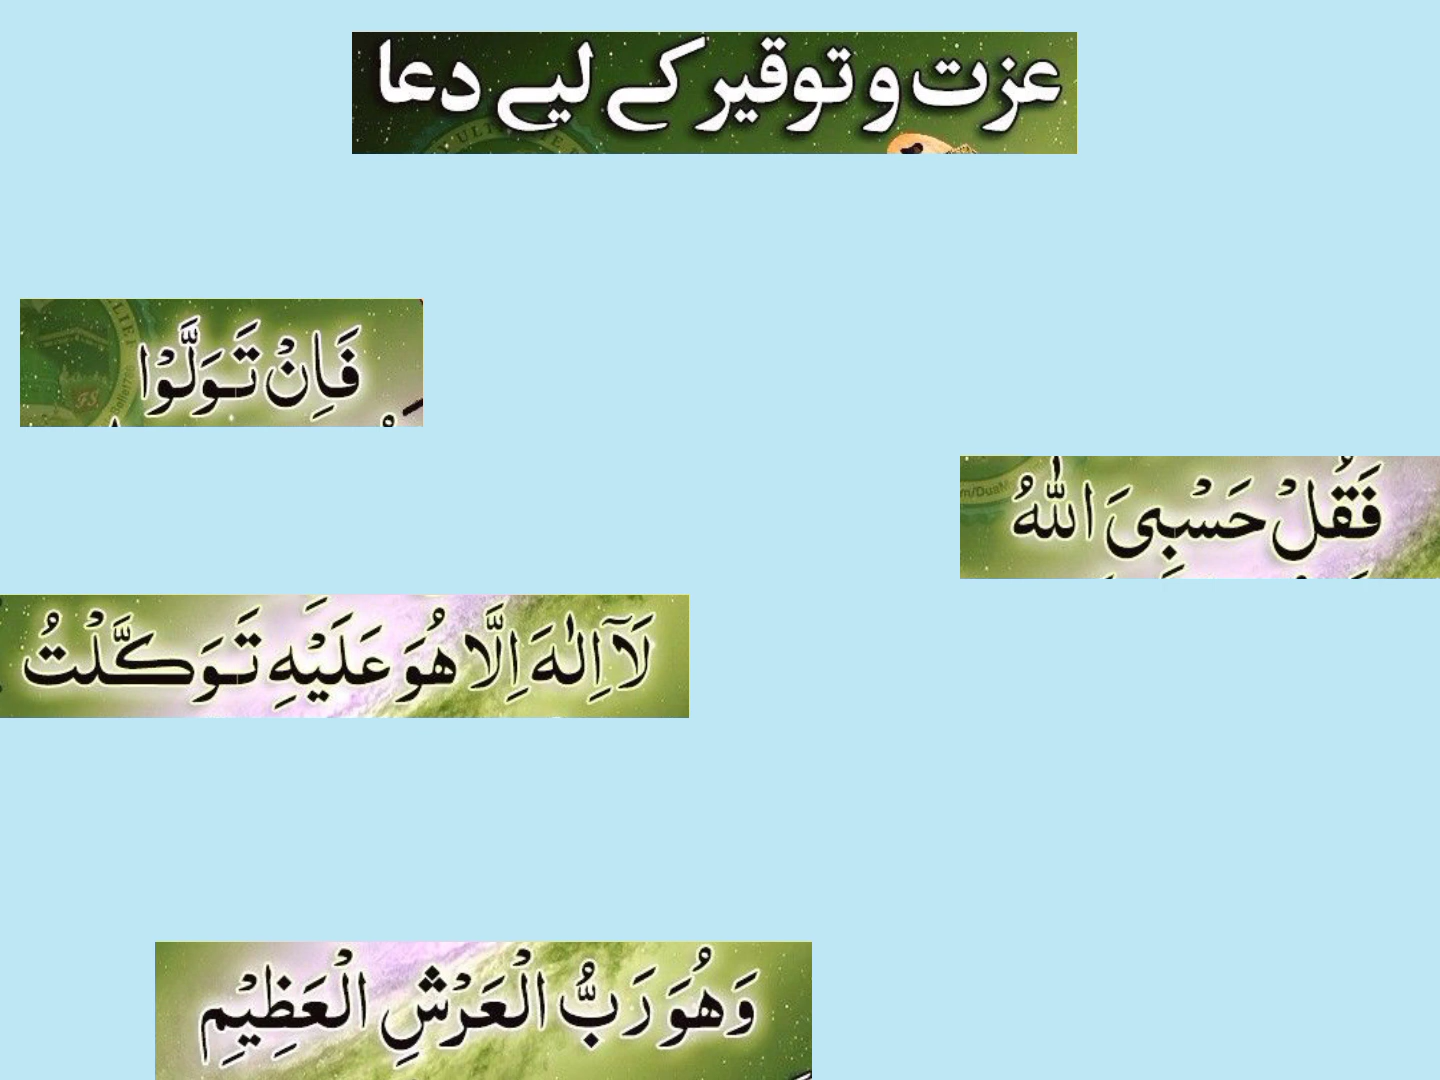 عزت و توقیر کے لیے دعا
فَاِنْ تَوَلَّوْا
فَقُلْ حَسْبِیَ اللّٰهُ
لَاۤ اِلٰهَ اِلَّا هُوَ عَلَیْهِ تَوَكَّلْتُ
وَهُوَ رَبُّ الْعَرْشِ الْعَظِیْمِ